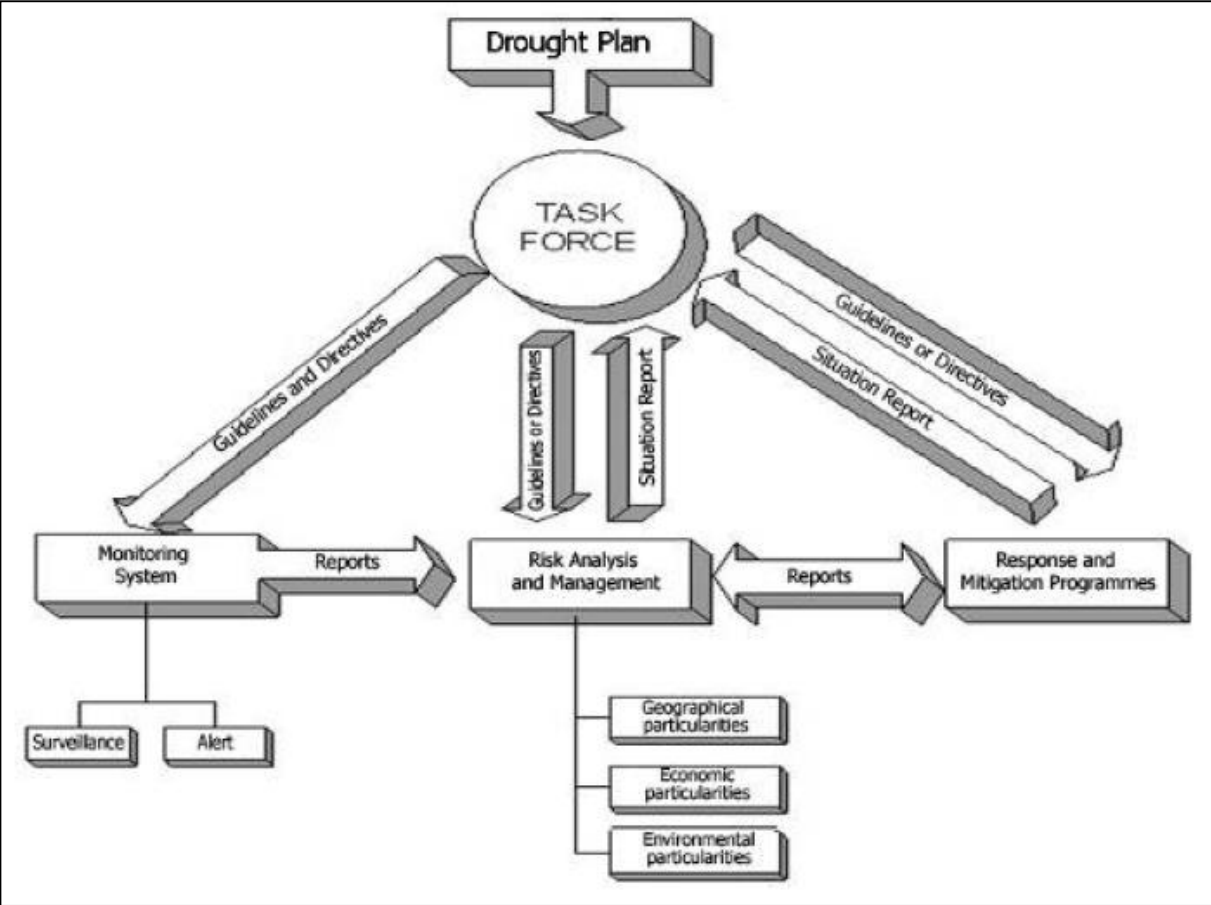 Drought Plan
TASK
FORCE
Guidelines and Directives
Guidelines or Directives
Situation Report
Guidelines or Directives
Situation Report
Monitoring
System
Reports
Risk Analysis
and Management
Reports
Response and
Mitigation Programmes
Surveillance
Alert
Geographical
particularities
Economic
particularities
Environmental
particularities